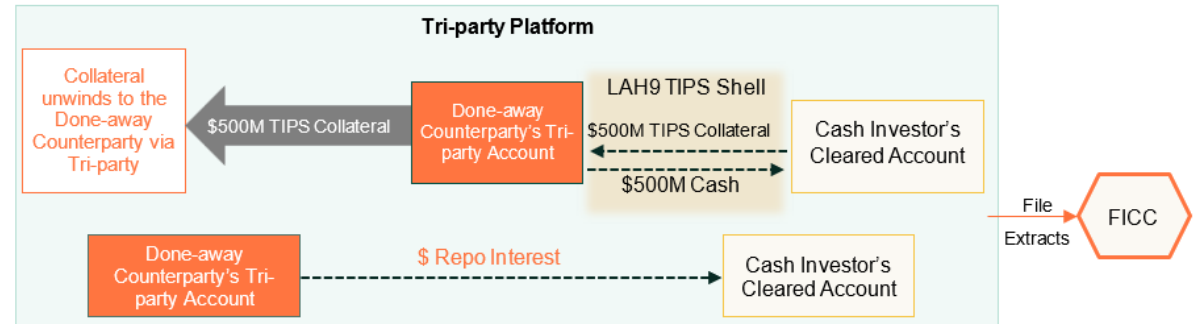 Tri-party Platform
Collateral
unwinds to the
Done-away
Counterparty via
Tri-party
$500M TIPS Collateral
Done-away
Counterparty's Tri-
party Account
LAH9 TIPS Shell
$500M TIPS Collateral
$500M Cash
Cash Investor's
Cleared Account
File
Extracts
FICC
Done-away
Counterparty's Tri-
party Account
$ Repo Interest
Cash Investor's
Cleared Account